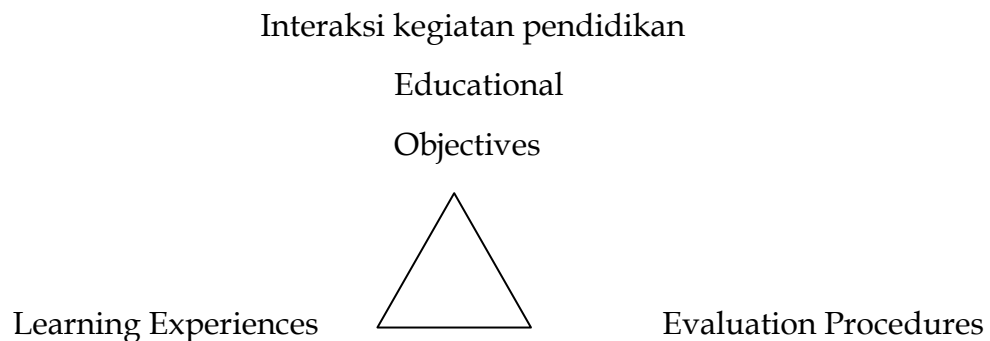 Interaksi kegiatan pendidikan
Educational
Objectives
Learning Experiences
Evaluation Procedures